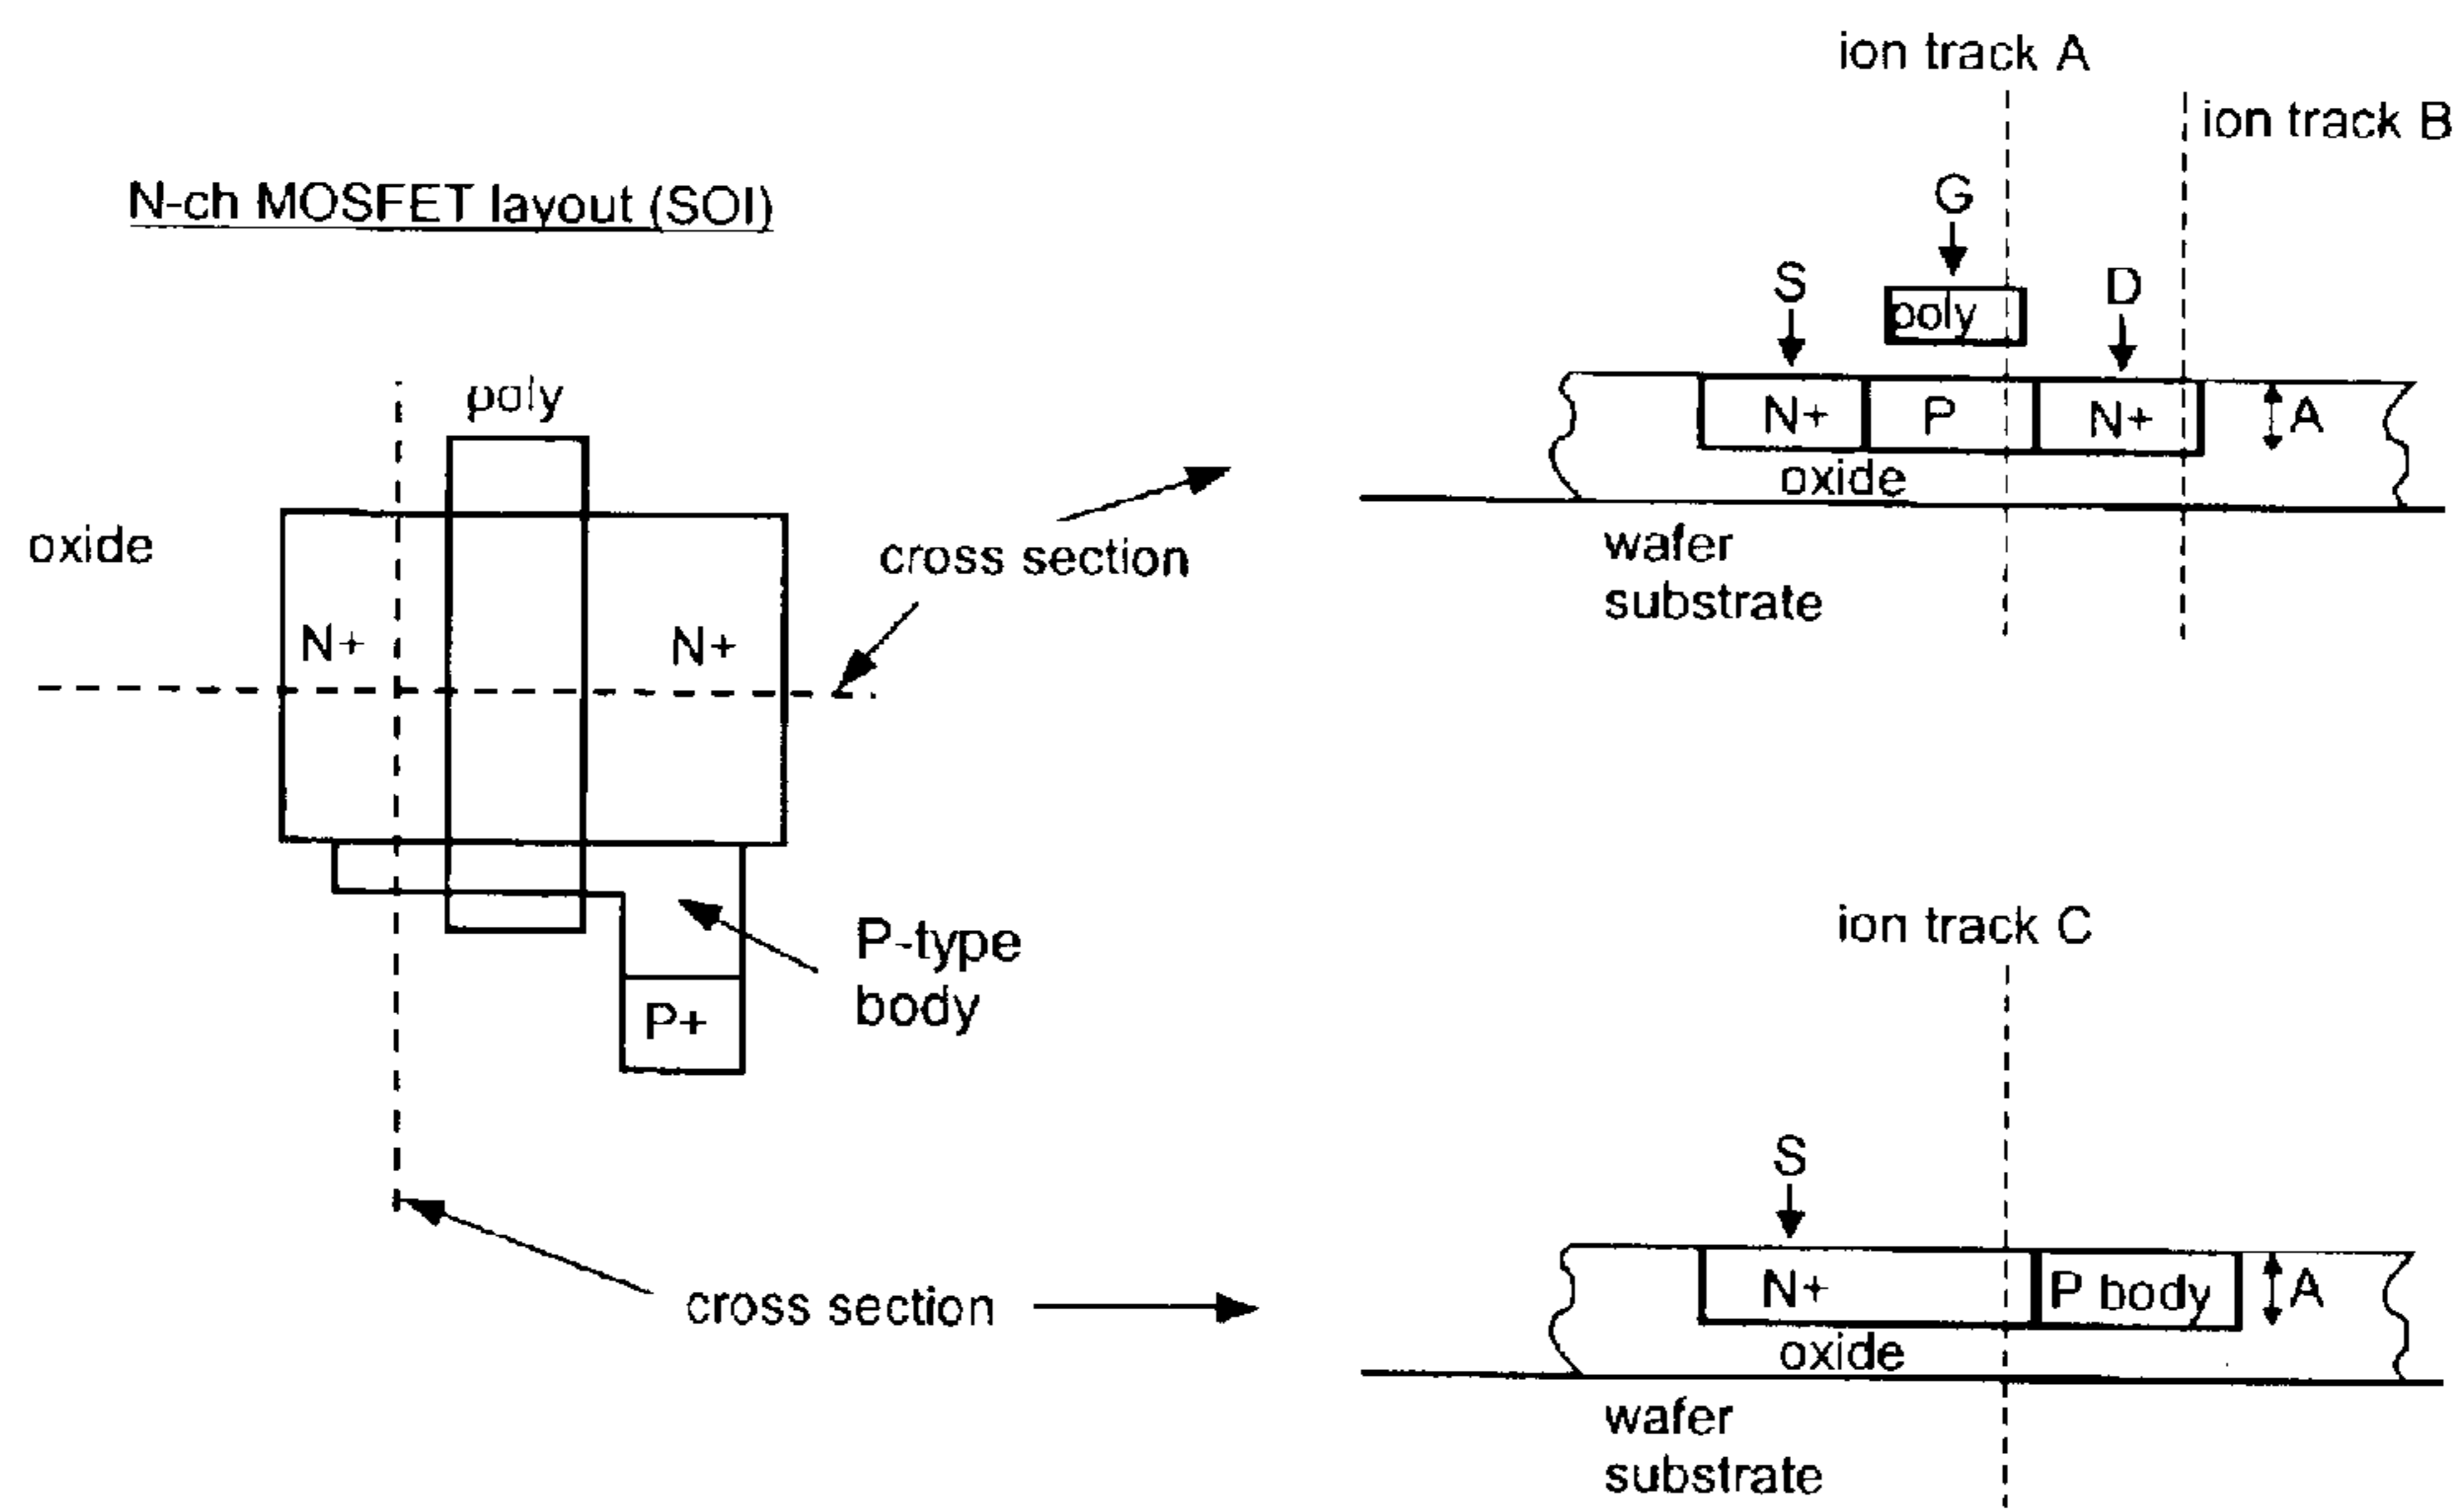 N-ch MOSFET layout (SOI)
poly
oxide
N+
N+
cross section
P-type
body
P+
cross section
ion track A
ion track B
G
S
poly
D
N+
P
N+
A
oxide
wafer
substrate
ion track C
S
N+
P body
A
oxide
wafer
substrate